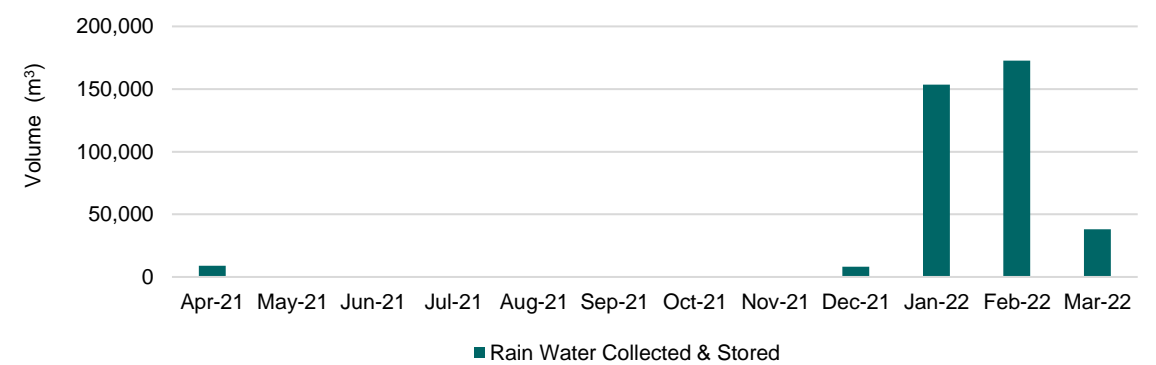 200,000
150,000
100,000
50,000
0
Volume (m³)
Apr-21 May-21 Jun-21 Jul-21 Aug-21 Sep-21 Oct-21 Nov-21 Dec-21 Jan-22 Feb-22 Mar-22
Rain Water Collected & Stored